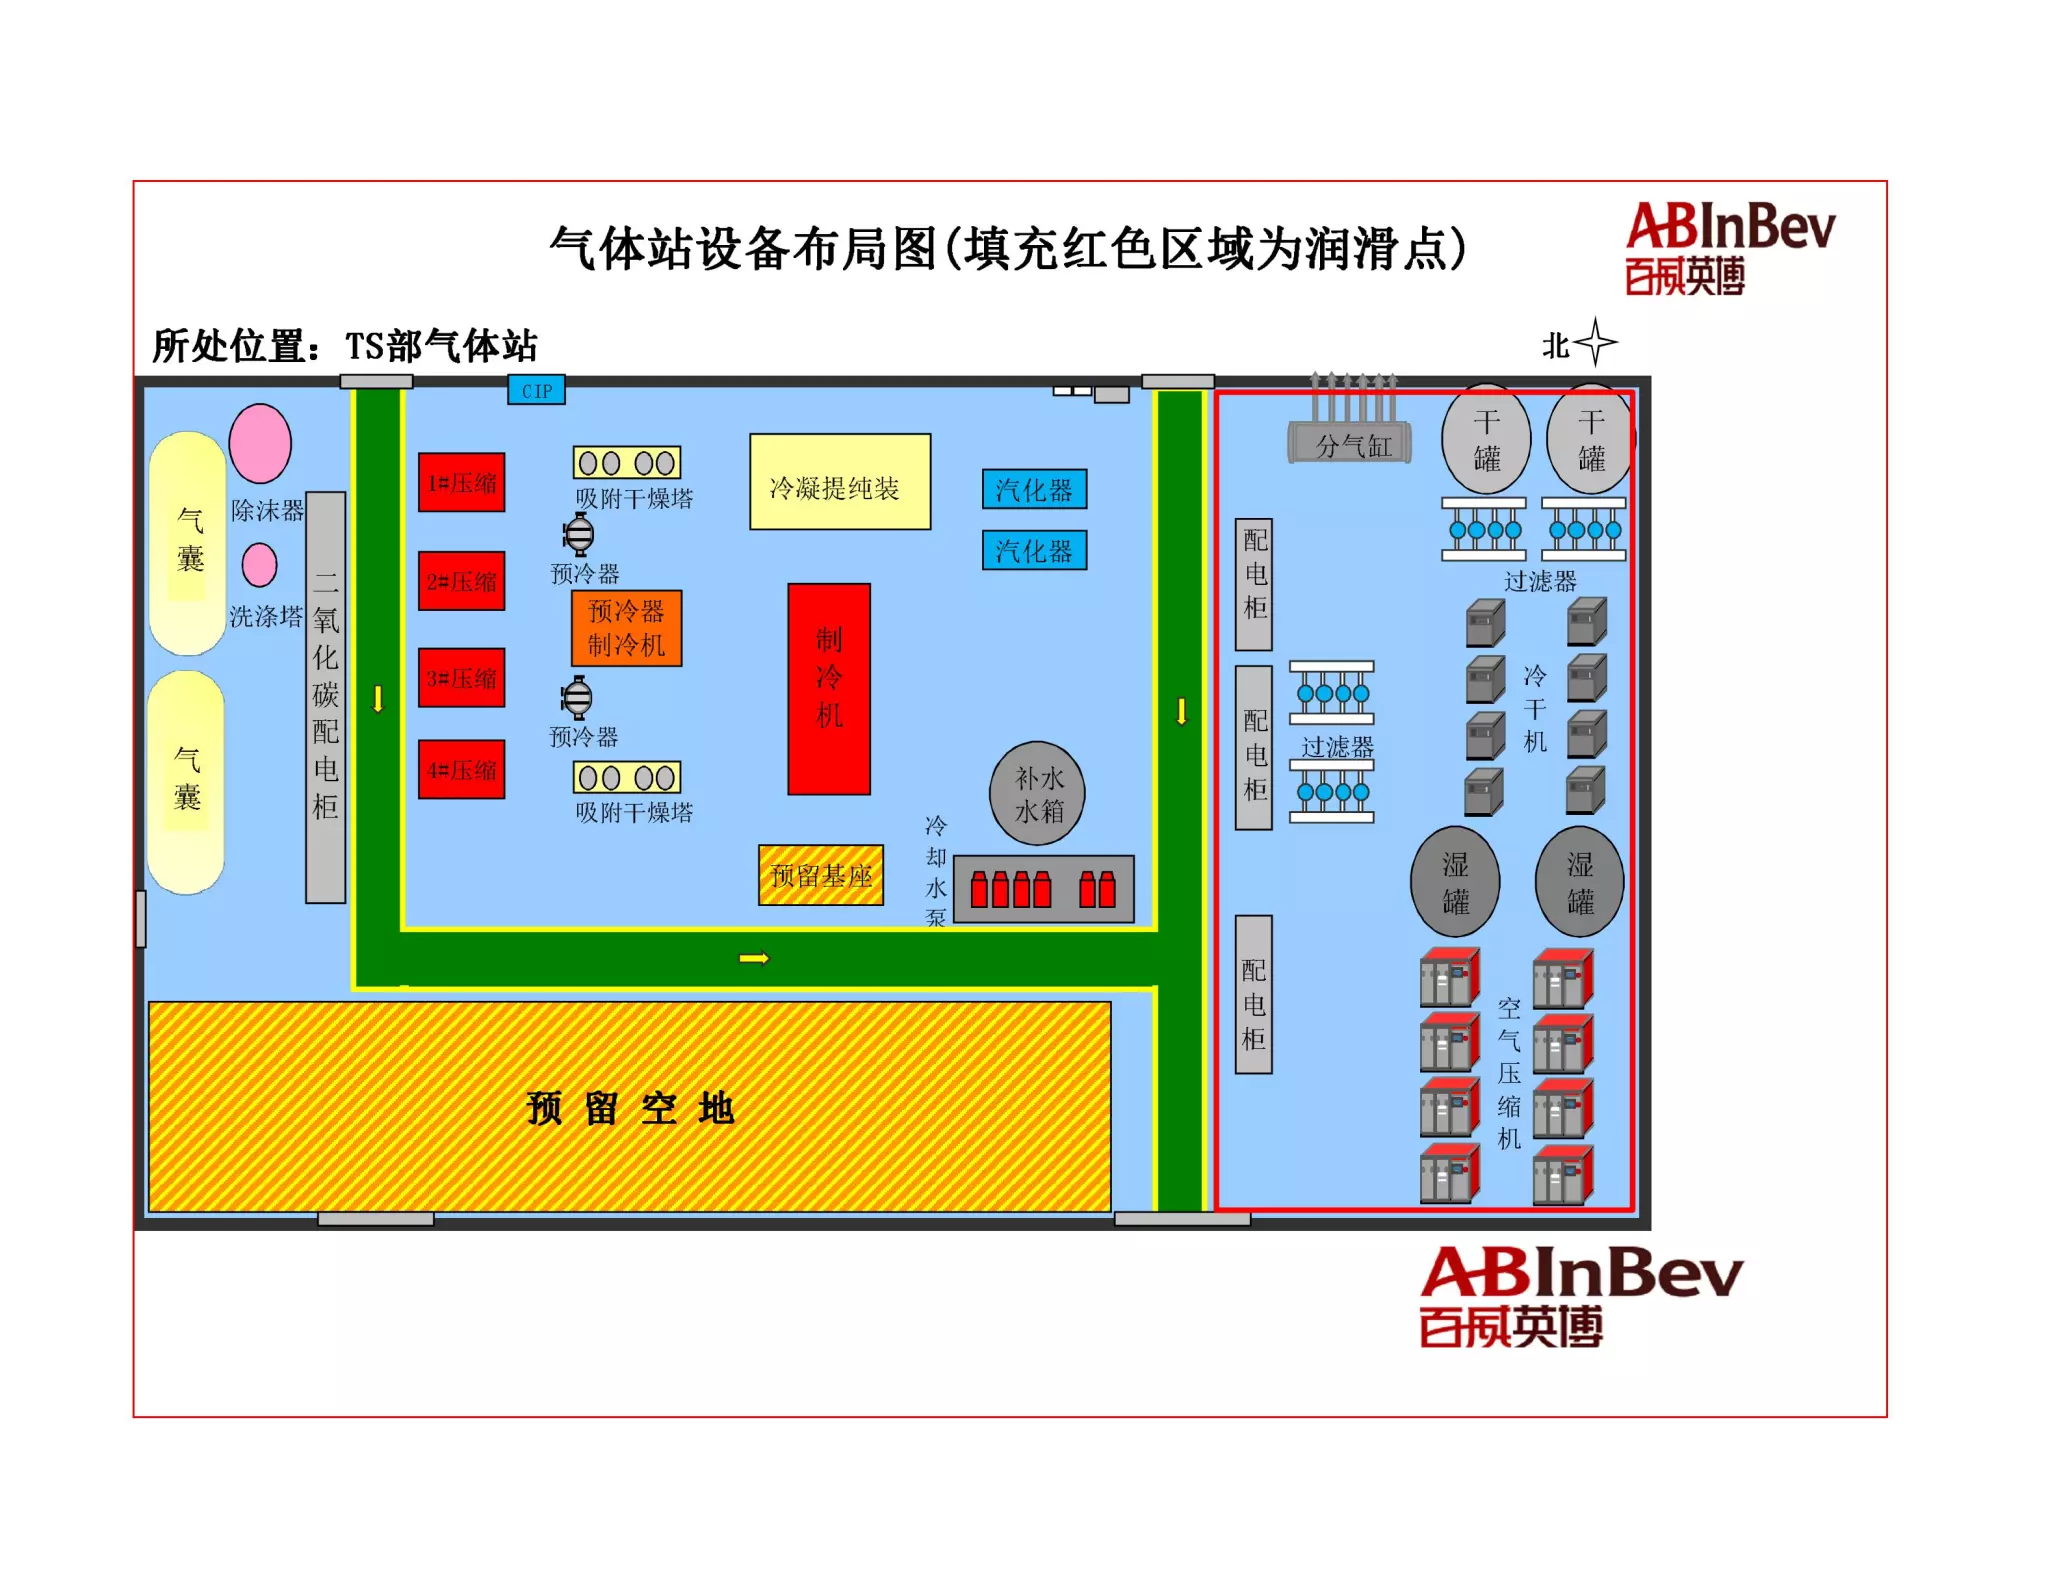 气体站设备布局图(填充红色区域为润滑点)
ABInBev
百威英博
所处位置：TS部气体站
北
CIP
气囊
除沫器
洗涤塔
气囊
二氧化碳配电柜
1#压缩
2#压缩
3#压缩
4#压缩
吸附干燥塔
预冷器
预冷器
制冷机
预冷器
吸附干燥塔
冷凝提纯装
制冷机
预留基座
汽化器
汽化器
补水
水箱
冷却水泵
预留空地
分气缸
干罐
干罐
过滤器
配电柜
配电柜
配电柜
过滤器
冷干机
湿罐
湿罐
空气压缩机
ABInBev
百威英博